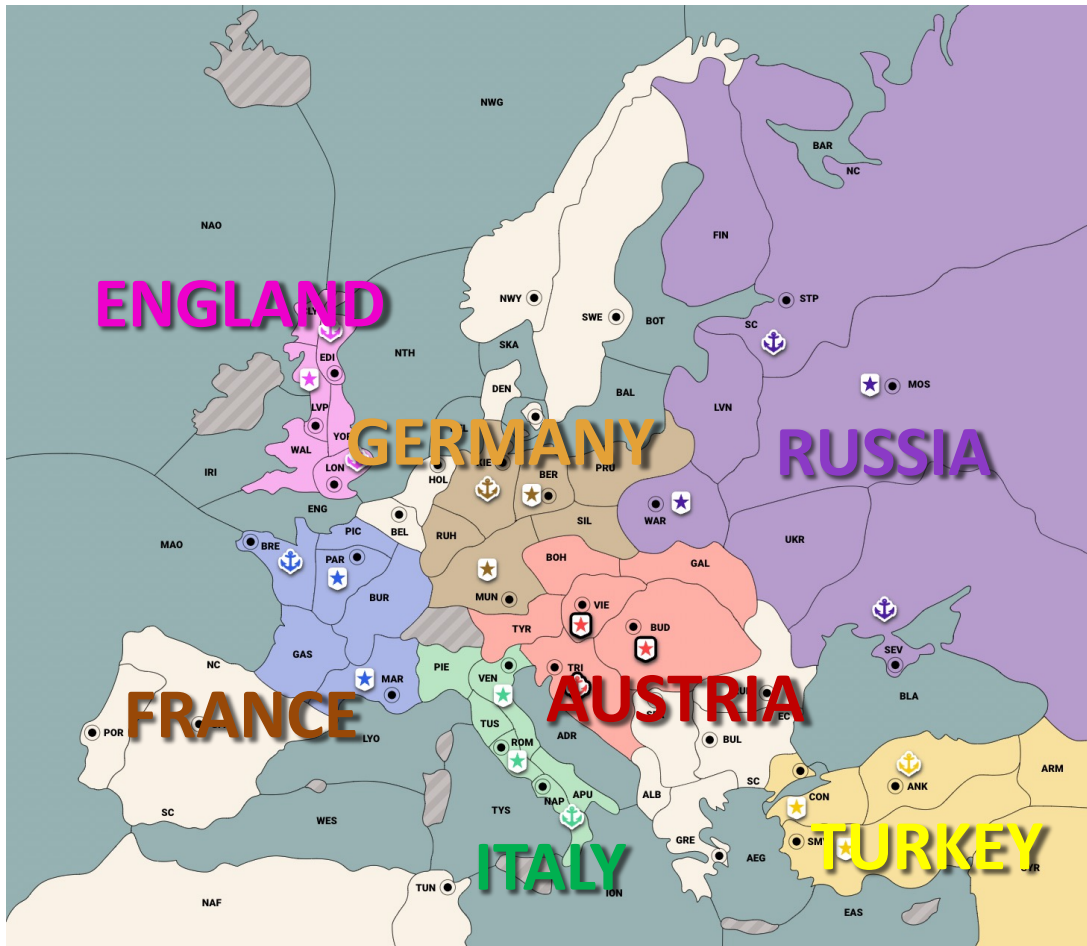 NWG
BAR
NC
NAO
FIN
ENGLAND
NWY
SWE
BOT
STP
SC
SKA
NTH
EDI
DEN
BAL
MOS
LVN
LVP
GERMANY
RUSSIA
WAL
YOR
LON
IRI
HOL
KIE
BER
PRU
WAR
ENG
MAO
BEL
RUH
SIL
UKR
BRE
PIC
PAR
BOH
GAL
BUR
MUN
VIE
BUD
TYR
GAS
NC
PIE
VEN
TRI
SEV
MAR
BLA
FRANCE
AUSTRIA
POR
LYO
TUS
ROM
ADR
BUL
EC
SC
SC
WES
TYS
NAP
APU
ALB
CON
ANK
ARM
GRE
AEG
SMY
TURKEY
ITALY
TUN
ION
NAF
EAS